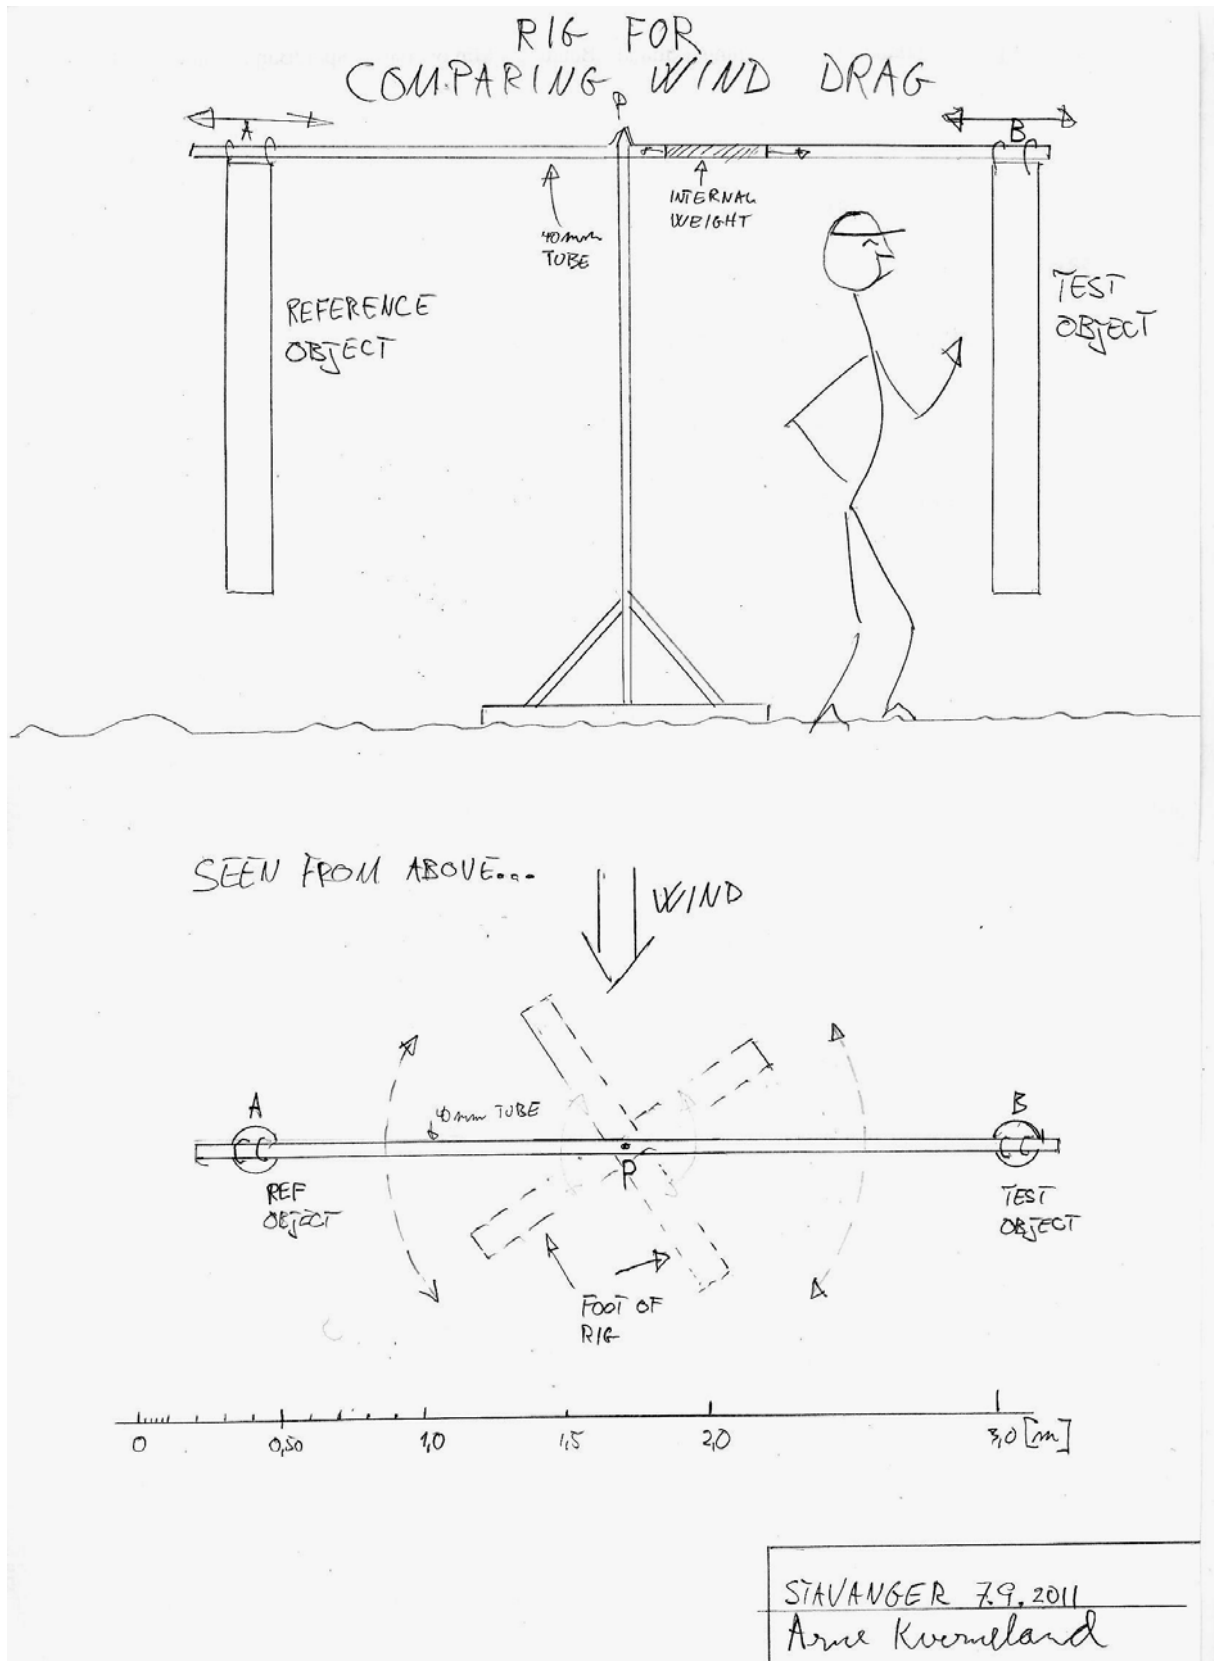 RIG FOR
COMPARING WIND DRAG
P
A
B
INTERNAL
WEIGHT
40mm
TUBE
REFERENCE
OBJECT
TEST
OBJECT
SEEN FROM ABOVE...
WIND
A
40mm TUBE
B
P
REF
OBJECT
TEST
OBJECT
FOOT OF
RIG
0 0,50 1,0 1,5 2,0 3,0 [m]
STAVANGER 7.9.2011
Arne Kverneland